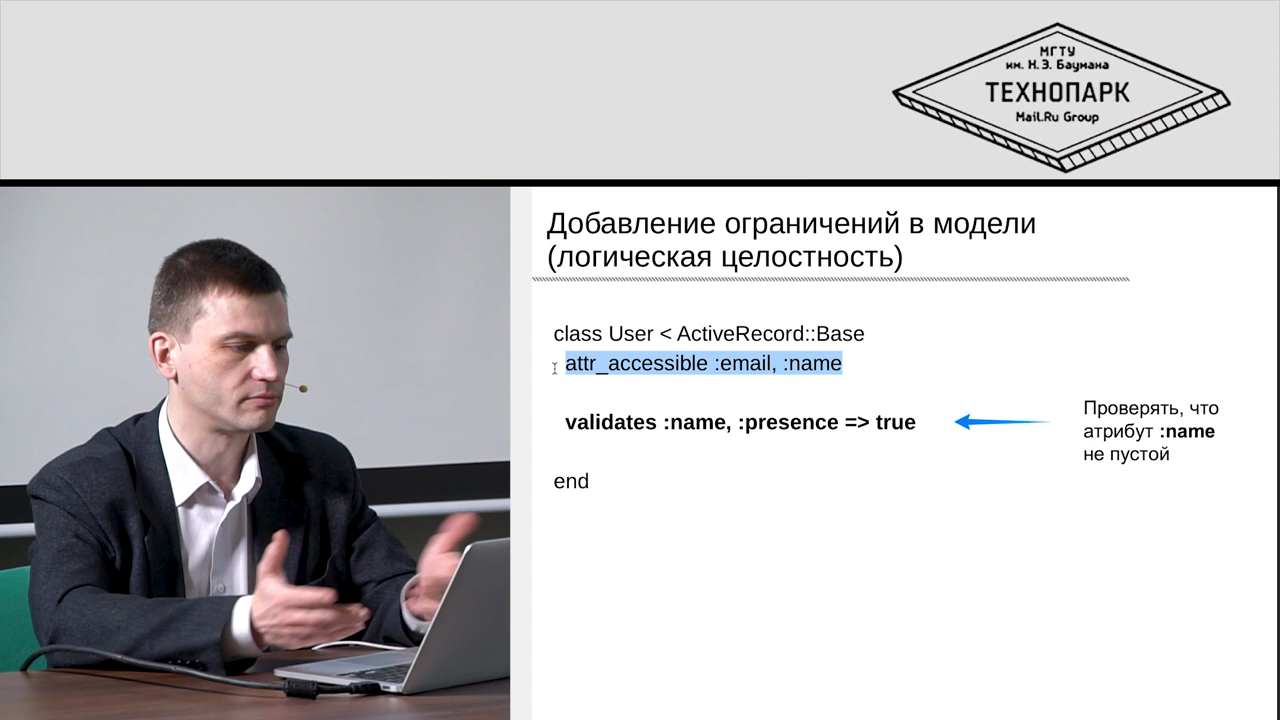 МГТУ
им. Н.Э. Баумана
ТЕХНОПАРК
Mail.Ru Group
Добавление ограничений в модели
(логическая целостность)
class User < ActiveRecord::Base
attr_accessible :email, :name
validates :name, :presence => true
Проверять, что
атрибут :name
не пустой
end